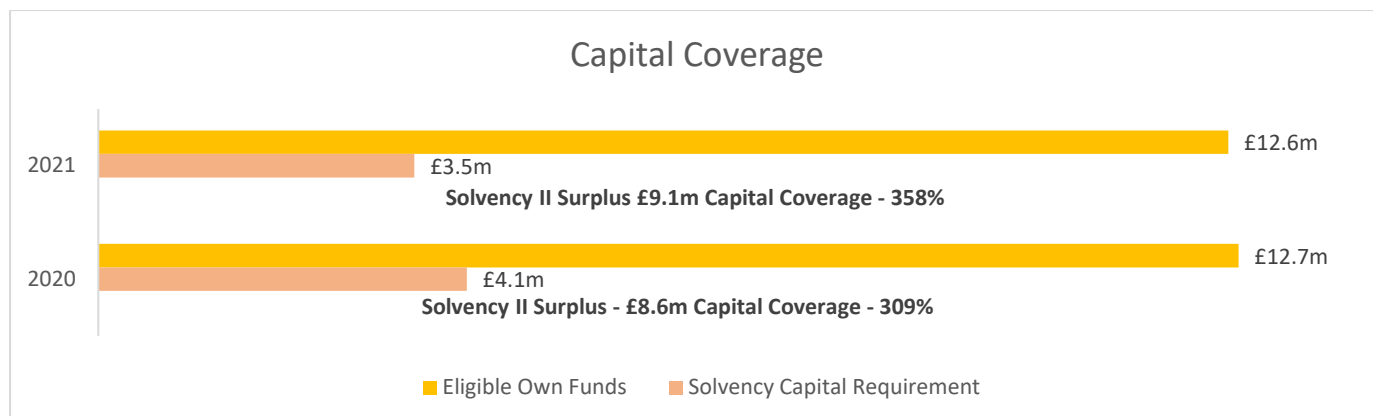 Capital Coverage
2021
£12.6m
£3.5m
Solvency II Surplus £9.1m Capital Coverage - 358%
2020
£12.7m
£4.1m
Solvency II Surplus - £8.6m Capital Coverage - 309%
Eligible Own Funds Solvency Capital Requirement